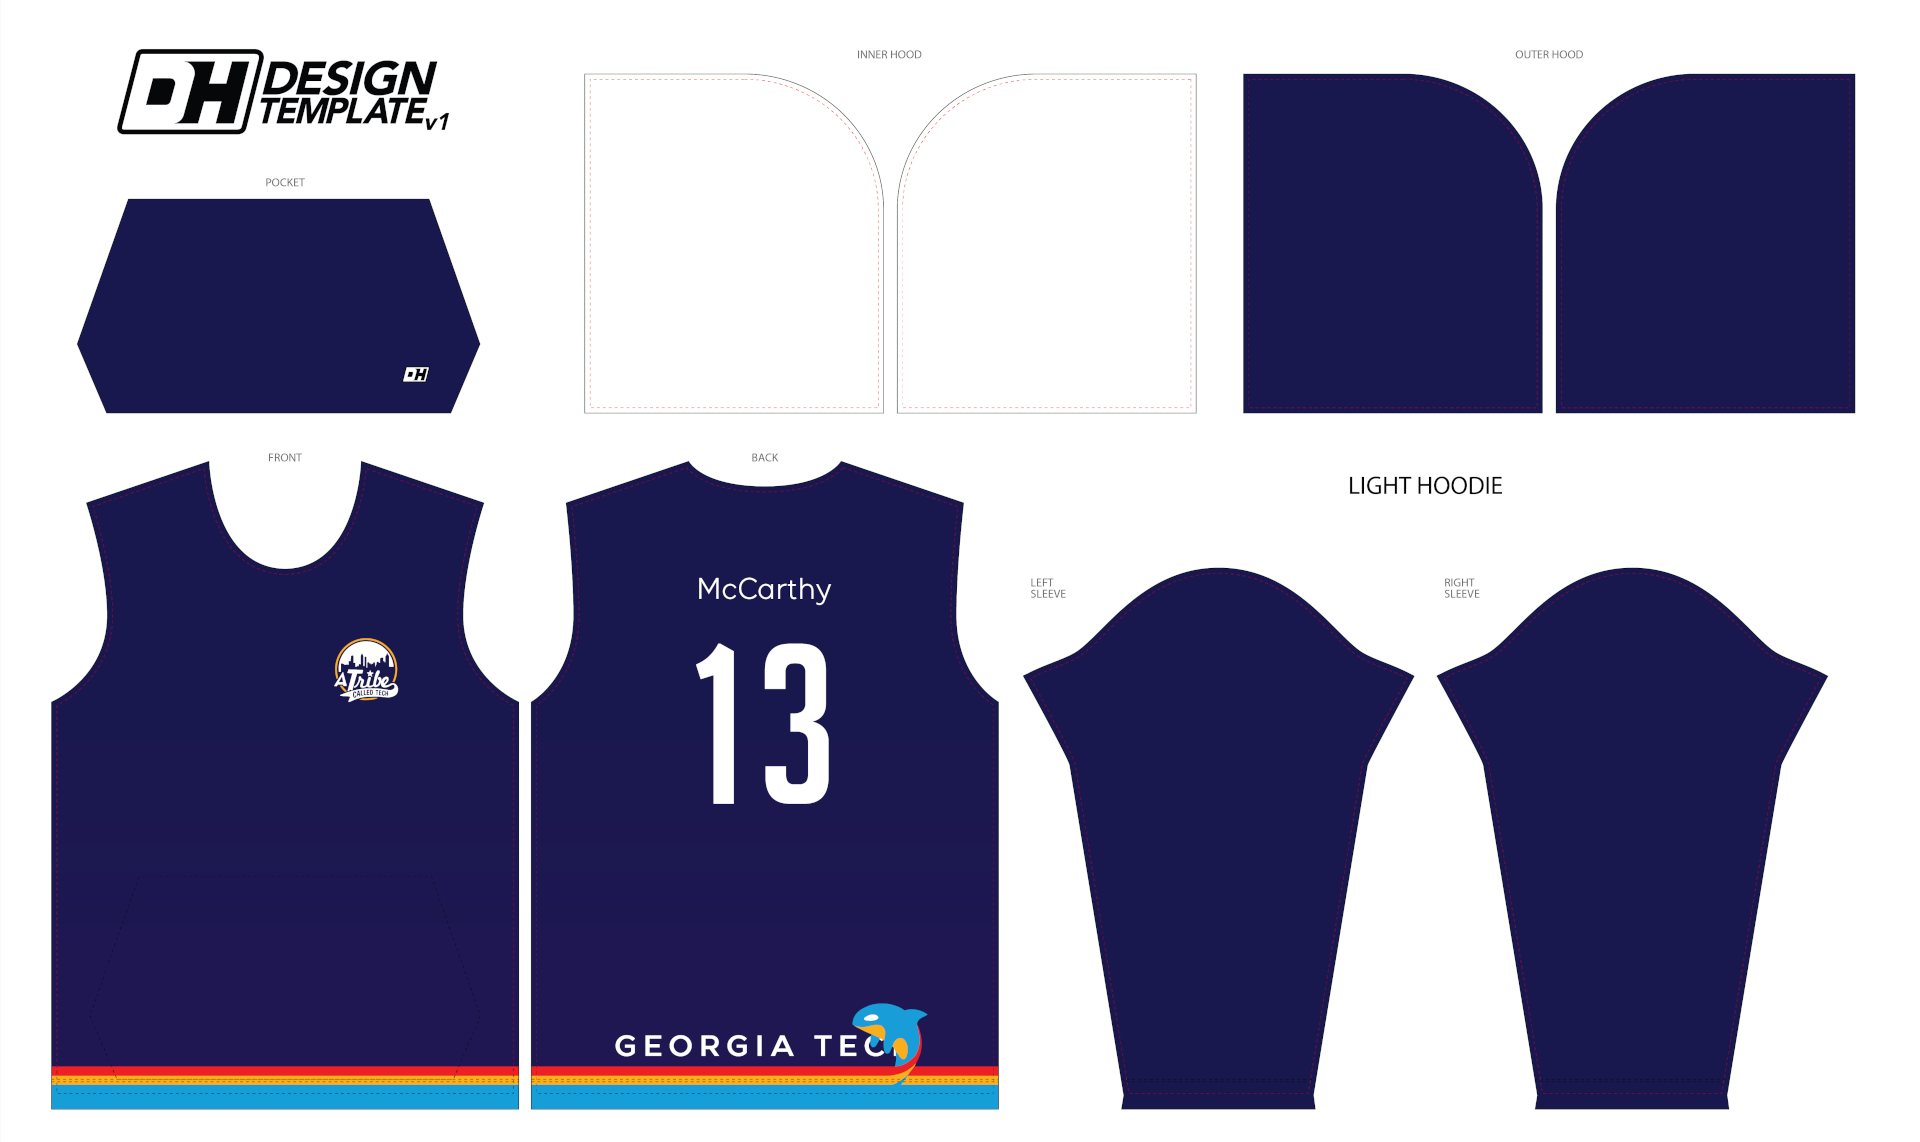 DH DESIGN
TEMPLATE v1
INNER HOOD
OUTER HOOD
POCKET
DH
FRONT
BACK
LIGHT HOODIE
McCarthy
13
LEFT
SLEEVE
RIGHT
SLEEVE
A Tribe
CALLED TECH
GEORGIA TEC